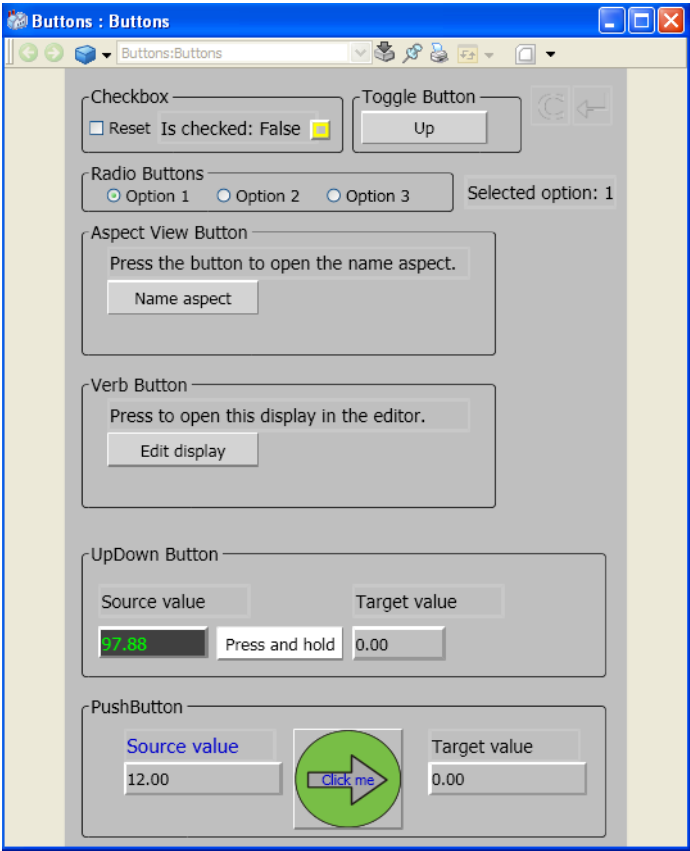 Buttons : Buttons
Buttons:Buttons
Checkbox
Reset Is checked: False
Toggle Button
Up
Radio Buttons
Option 1 Option 2 Option 3
Selected option: 1
Aspect View Button
Press the button to open the name aspect.
Name aspect
Verb Button
Press to open this display in the editor.
Edit display
UpDown Button
Source value Target value
97.88 Press and hold 0.00
PushButton
Source value Target value
12.00 Click me 0.00